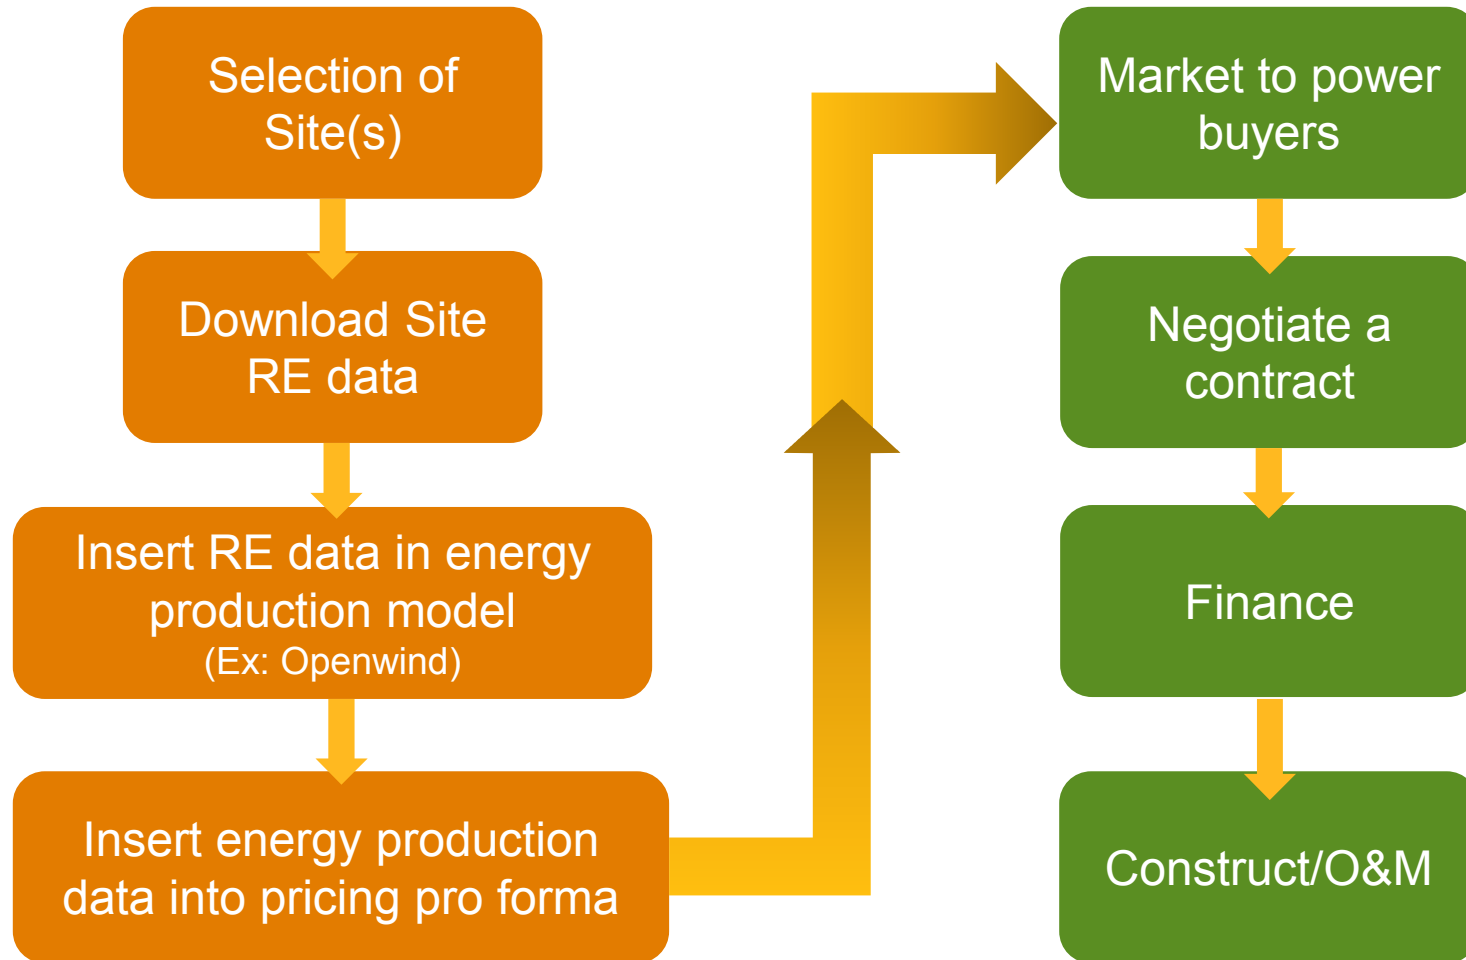 Selection of
Site(s)
Download Site
RE data
Insert RE data in energy
production model
(Ex: Openwind)
Insert energy production
data into pricing pro forma
Market to power
buyers
Negotiate a
contract
Finance
Construct/O&M